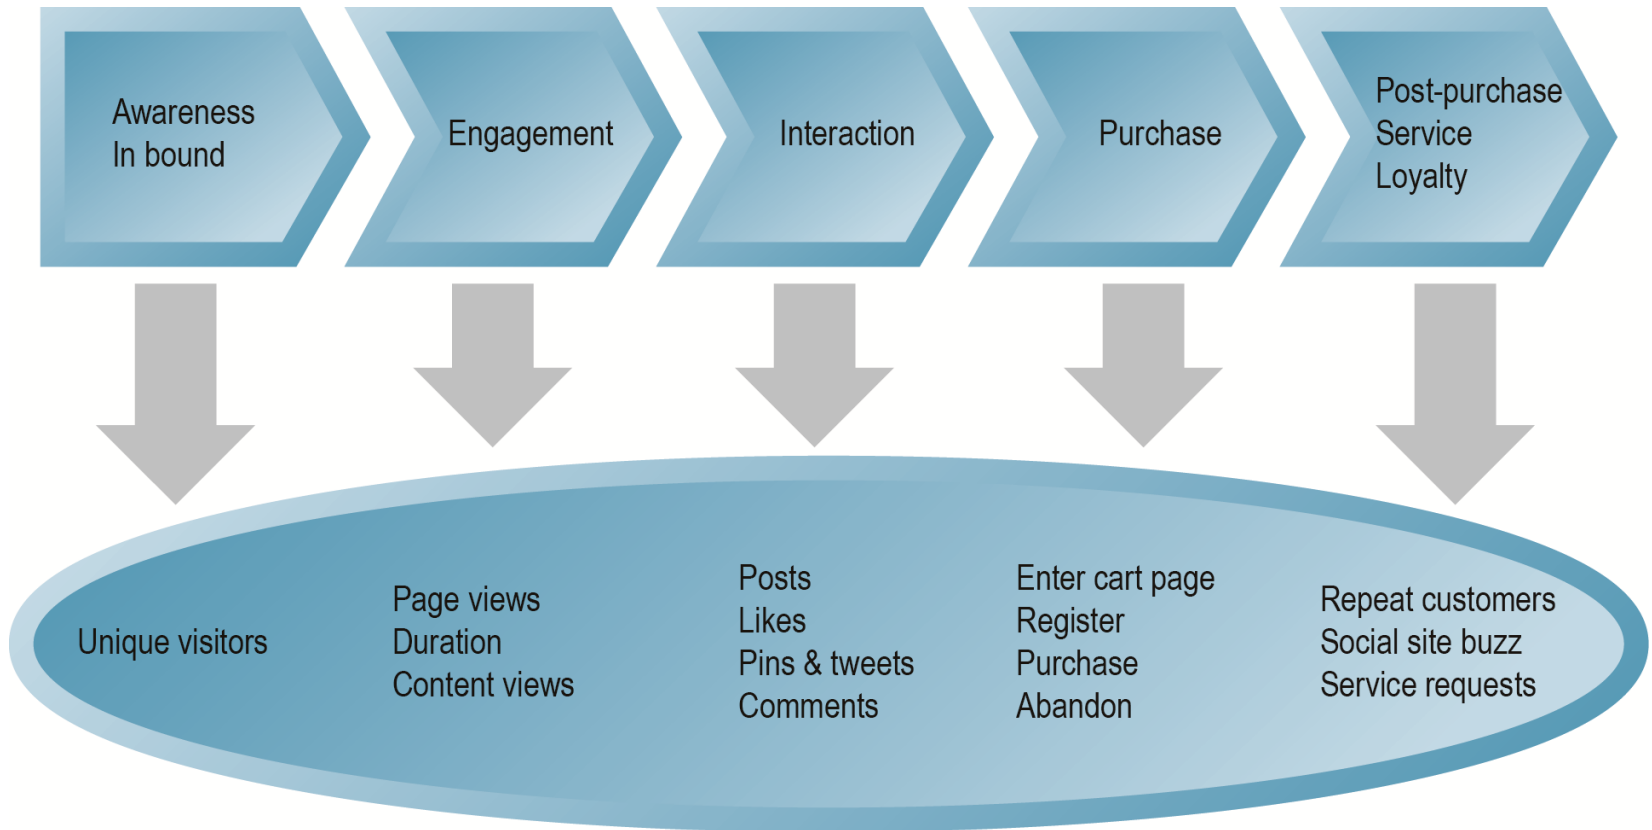 Awareness
In bound
Engagement
Interaction
Purchase
Post-purchase
Service
Loyalty
Unique visitors
Page views
Duration
Content views
Posts
Likes
Pins & tweets
Comments
Enter cart page
Register
Purchase
Abandon
Repeat customers
Social site buzz
Service requests